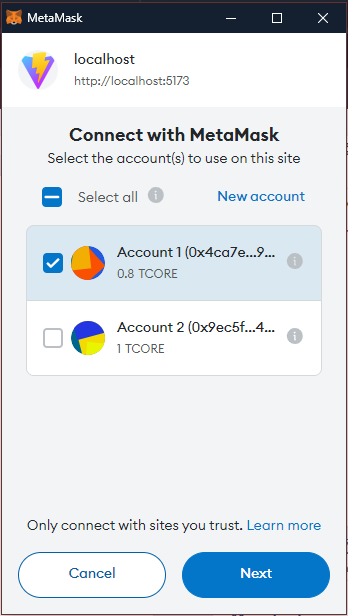 MetaMask
localhost
http://localhost:5173
Connect with MetaMask
Select the account(s) to use on this site
Select all
New account
Account 1 (0x4ca7e...9...
0.8 TCORE
Account 2 (0x9ec5f...4...
1 TCORE
Only connect with sites you trust. Learn more
Cancel Next